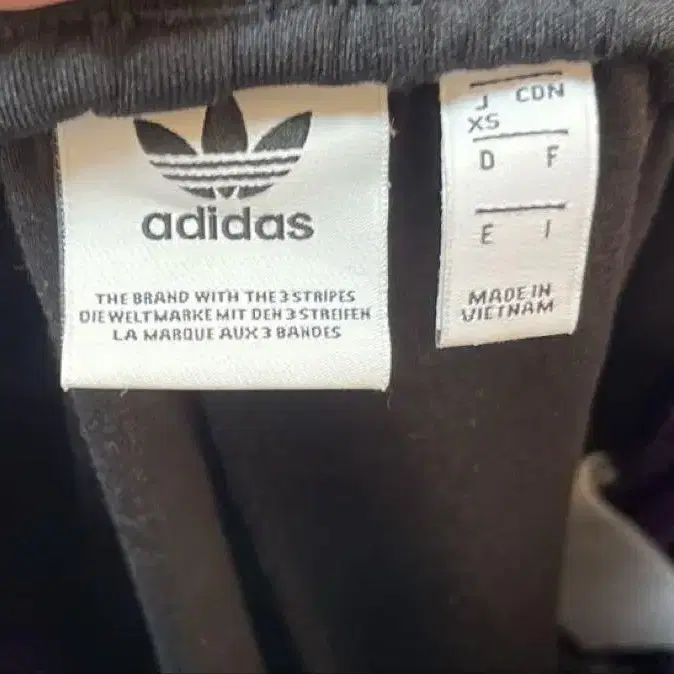 adidas
THE BRAND WITH THE 3 STRIPES
DIE WELTMARKE MIT DEN 3 STREIFEN
LA MARQUE AUX 3 BANDES
J CDN
XS
D F
E I
MADE IN
VIETNAM